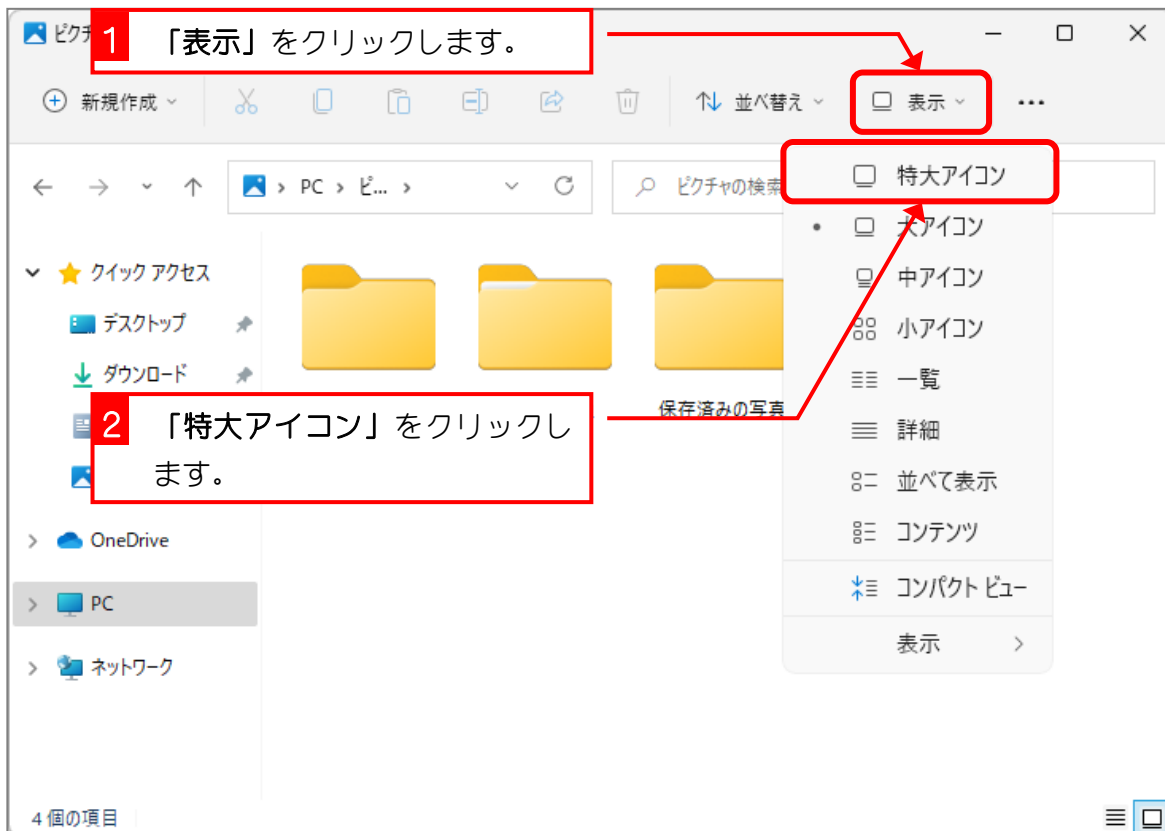 ピクチ
1 「表示」をクリックします。
新規作成 並べ替え 表示 •••
PC ピ... ピクチャの検索
特大アイコン
大アイコン
中アイコン
小アイコン
一覧
詳細
並べて表示
コンテンツ
コンパクト ビュー
表示
クイック アクセス
デスクトップ
ダウンロード
2 「特大アイコン」をクリックし
ます。
保存済みの写真
OneDrive
PC
ネットワーク
4 個の項目